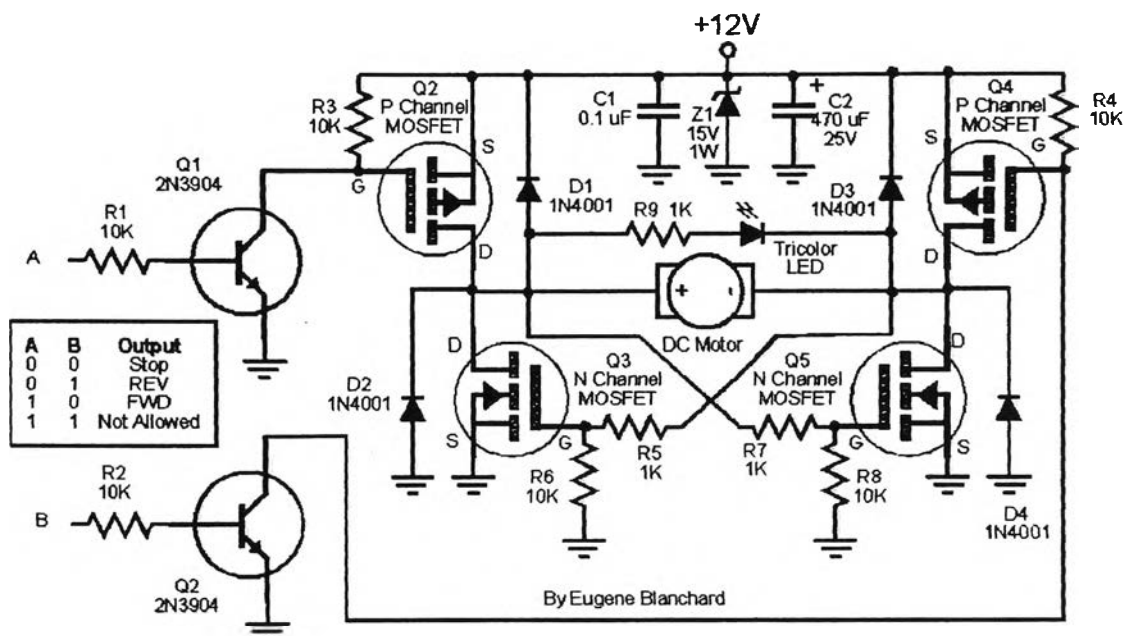 +12V
Q2
P Channel
MOSFET
R3
10K
S
G
D
C1
0.1 uF
Z1
15V
1W
+
C2
470 uF
25V
Q4
P Channel
MOSFET
R4
10K
S
G
D
Q1
2N3904
R1
10K
A
D1
1N4001
R9 1K
Tricolor
LED
D3
1N4001
+ -
DC Motor
A B Output
0 0 Stop
0 1 REV
1 0 FWD
1 1 Not Allowed
D2
1N4001
D
S
G
Q3
N Channel
MOSFET
Q5
N Channel
MOSFET
D
S
G
R5
1K
R7
1K
R6
10K
R8
10K
D4
1N4001
R2
10K
B
Q2
2N3904
By Eugene Blanchard